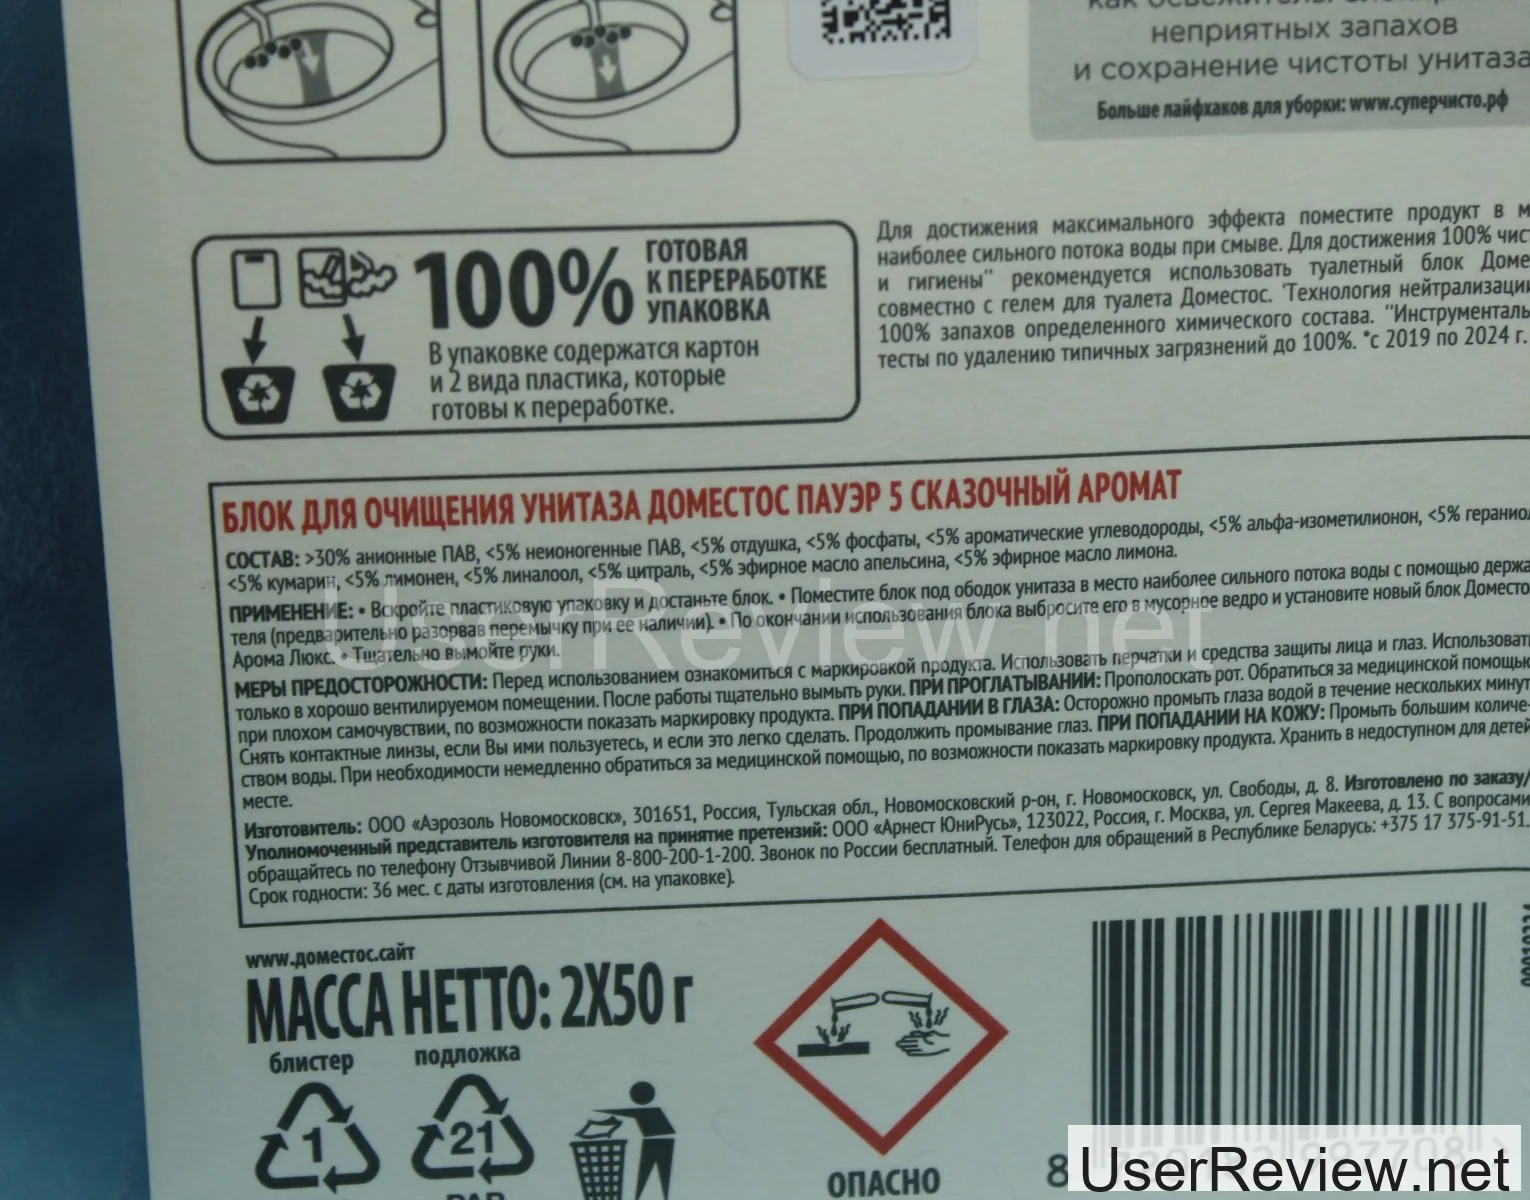 неприятных запахов
и сохранение чистоты унитаза
Больше лайфхаков для уборки: www.суперчисто.рф
100%
ГОТОВАЯ
К ПЕРЕРАБОТКЕ
УПАКОВКА
В упаковке содержатся картон
и 2 вида пластика, которые
готовы к переработке.
Для достижения максимального эффекта поместите продукт в
наиболее сильного потока воды при смыве. Для достижения 100%
и гигиены" рекомендуется использовать туалетный блок
совместно с гелем для туалета Доместос. 'Технология нейтрализации
100% запахов определенного химического состава.
тесты по удалению типичных загрязнений до 100%. *с 2019 по 2024 г.
БЛОК ДЛЯ ОЧИЩЕНИЯ УНИТАЗА ДОМЕСТОС ПАУЭР 5 СКАЗОЧНЫЙ АРОМАТ
СОСТАВ: >30% анионные ПАВ, <5% неионогенные ПАВ, <5% отдушка, <5% фосфаты, <5% ароматические углеводороды, <5% альфа-изометилионон, <5% гераниол,
<5% кумарин, <5% лимонен, <5% линалоол, <5% цитраль, <5% эфирное масло апельсина, <5% эфирное масло лимона.
ПРИМЕНЕНИЕ: • Вскройте пластиковую упаковку и достаньте блок. • Поместите блок под ободок унитаза в место наиболее сильного потока воды с помощью держа
теля (предварительно разорвав перемычку при ее наличии). • По окончании использования блока выбросите его в мусорное ведро и установите новый блок Доместо
Арома Люкс. • Тщательно вымойте руки.
МЕРЫ ПРЕДОСТОРОЖНОСТИ: Перед использованием ознакомиться с маркировкой продукта. Использовать перчатки и средства защиты лица и глаз. Использовать
только в хорошо вентилируемом помещении. После работы тщательно вымыть руки. ПРИ ПРОГЛАТЫВАНИИ: Прополоскать рот. Обратиться за медицинской помощью
при плохом самочувствии, по возможности показать маркировку продукта. ПРИ ПОПАДАНИИ В ГЛАЗА: Осторожно промыть глаза водой в течение нескольких минут.
Снять контактные линзы, если Вы ими пользуетесь, и если это легко сделать. Продолжить промывание глаз. ПРИ ПОПАДАНИИ НА КОЖУ: Промыть большим количе-
ством воды. При необходимости немедленно обратиться за медицинской помощью, по возможности показать маркировку продукта. Хранить в недоступном для детей
месте.
Изготовитель: ООО «Аэрозоль Новомосковск», 301651, Россия, Тульская обл., Новомосковский р-он, г. Новомосковск, ул. Свободы, д. 8. Изготовлено по заказу/
Уполномоченный представитель изготовителя на принятие претензий: ООО «Арнест ЮниРусь», 123022, Россия, г. Москва, ул. Сергея Макеева, д. 13. С вопросами
обращайтесь по телефону Отзывчивой Линии 8-800-200-1-200. Звонок по России бесплатный. Телефон для обращений в Республике Беларусь: +375 17 375-91-51.
Срок годности: 36 мес. с даты изготовления (см. на упаковке).
www.доместос.сайт
МАССА НЕТТО: 2Х50 г
блистер
подложка
1
21
PAP
ОПАСНО
8
UserReview.net
UserReview.net